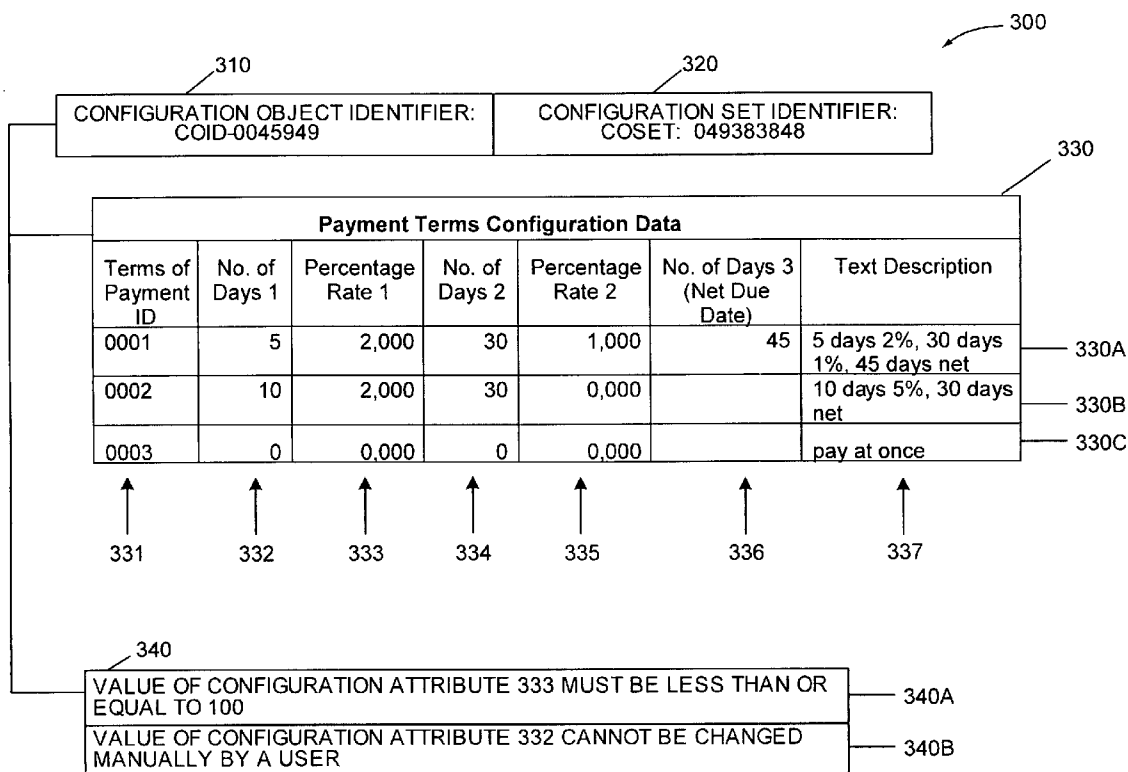 300
310
320
CONFIGURATION OBJECT IDENTIFIER:
COID-0045949
CONFIGURATION SET IDENTIFIER:
COSET: 049383848
330
Payment Terms Configuration Data
Terms of Payment ID
No. of Days 1
Percentage Rate 1
No. of Days 2
Percentage Rate 2
No. of Days 3 (Net Due Date)
Text Description
0001 5 2,000 30 1,000 45 5 days 2%, 30 days
1%, 45 days net
330A
0002 10 2,000 30 0,000 10 days 5%, 30 days
net
330B
0003 0 0,000 0 0,000 pay at once
330C
331 332 333 334 335 336 337
340
VALUE OF CONFIGURATION ATTRIBUTE 333 MUST BE LESS THAN OR
EQUAL TO 100
340A
VALUE OF CONFIGURATION ATTRIBUTE 332 CANNOT BE CHANGED
MANUALLY BY A USER
340B